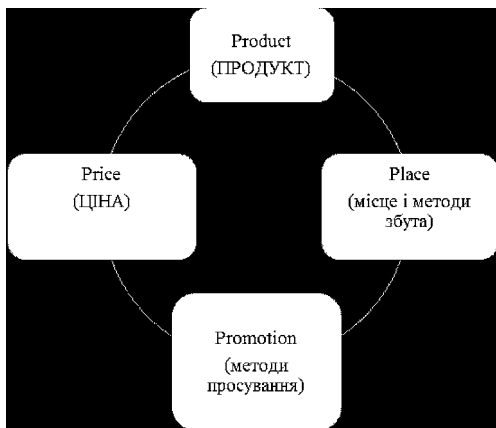 Product
(ПРОДУКТ)
Price
(ЦІНА)
Place
(місце і методи
збута)
Promotion
(методи
просування)